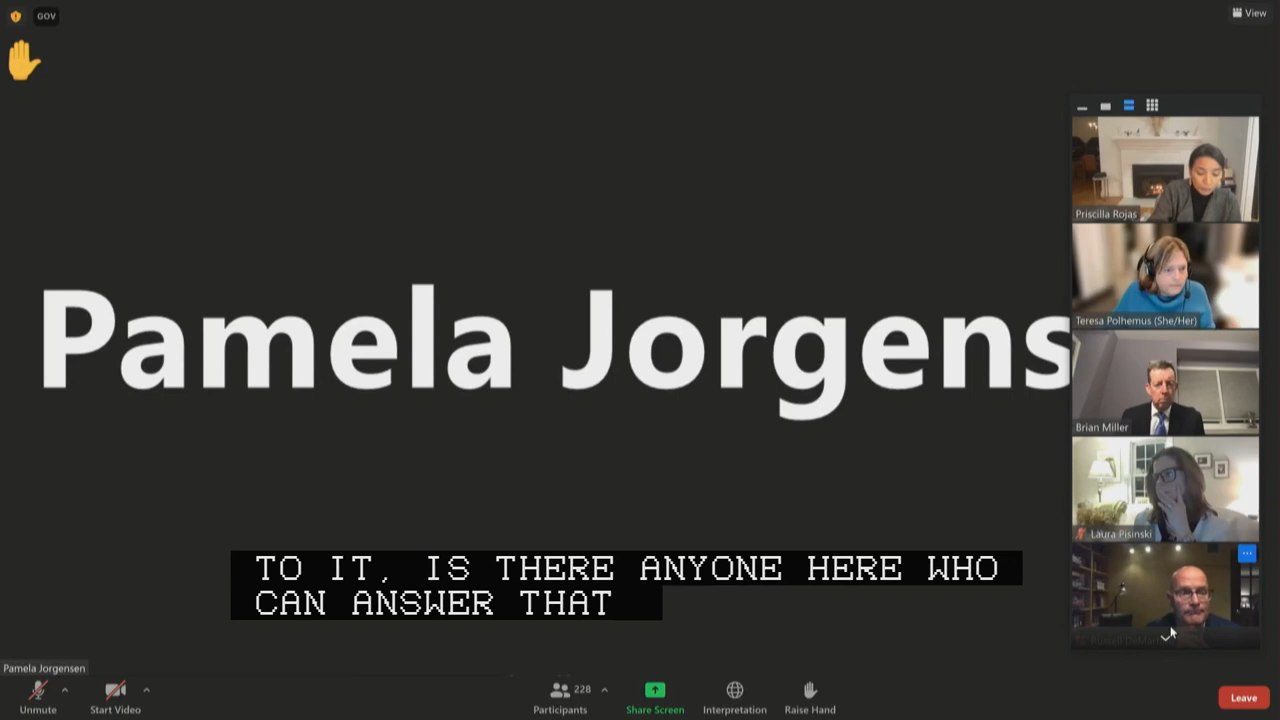 GOV
View
Pamela Jorgens
Priscilla Rojas
Teresa Polhemus (She/Her)
Brian Miller
Laura Pisinski
TO IT, IS THERE ANYONE HERE WHO
CAN ANSWER THAT
Pamela Jorgensen
Unmute
Start Video
228
Participants
Share Screen
Interpretation
Raise Hand
Leave